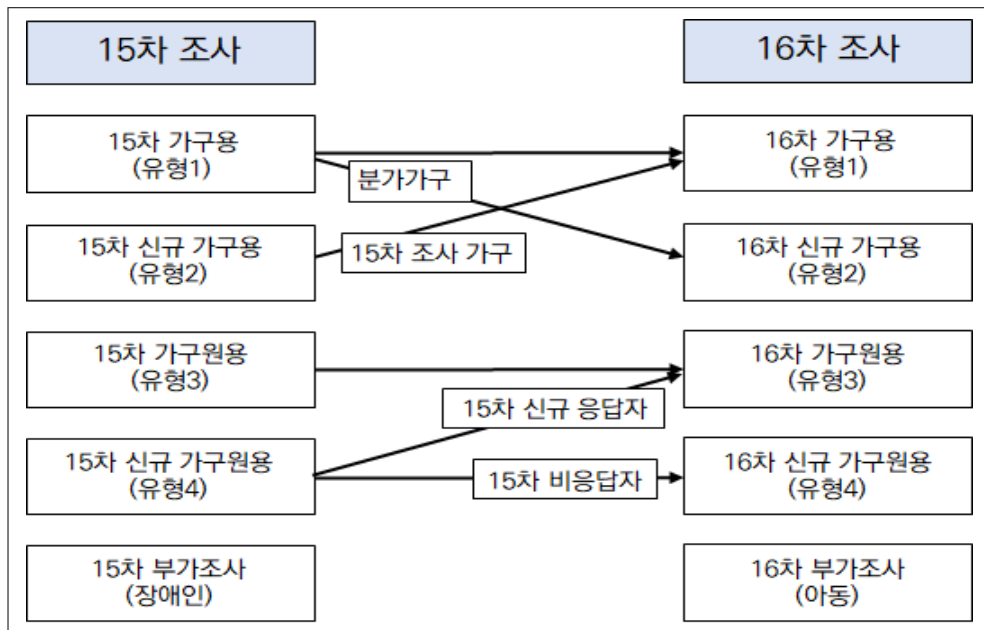 15차 조사
16차 조사
15차 가구용
(유형1)
16차 가구용
(유형1)
분가가구
15차 신규 가구용
(유형2)
15차 조사 가구
16차 신규 가구용
(유형2)
15차 가구원용
(유형3)
16차 가구원용
(유형3)
15차 신규 응답자
15차 신규 가구원용
(유형4)
15차 비응답자
16차 신규 가구원용
(유형4)
15차 부가조사
(장애인)
16차 부가조사
(아동)